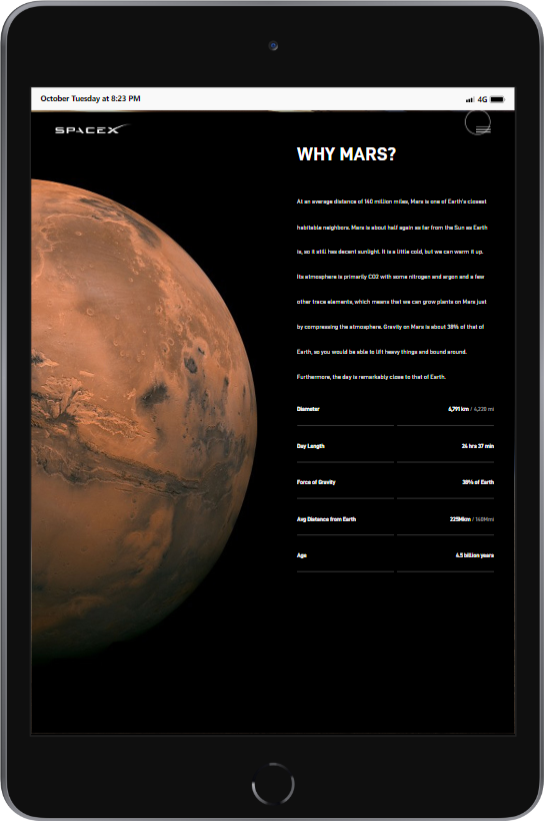 October Tuesday at 8:23 PM
4G
SPACEX
WHY MARS?
At an average distance of 140 million miles, Mars is one of Earth's closest
habitable neighbors. Mars is about half again as far from the Sun as Earth
is, so it still has decent sunlight. It is a little cold, but we can warm it up.
Its atmosphere is primarily CO2 with some nitrogen and argon and a few
other trace elements, which means that we can grow plants on Mars just
by compressing the atmosphere. Gravity on Mars is about 38% of that of
Earth, so you would be able to lift heavy things and bound around.
Furthermore, the day is remarkably close to that of Earth.
Diameter 6,791 km / 4,220 mi
Day Length 24 hrs 37 min
Force of Gravity 38% of Earth
Avg Distance from Earth 225Mkm / 140Mmi
Age 4.5 billion years